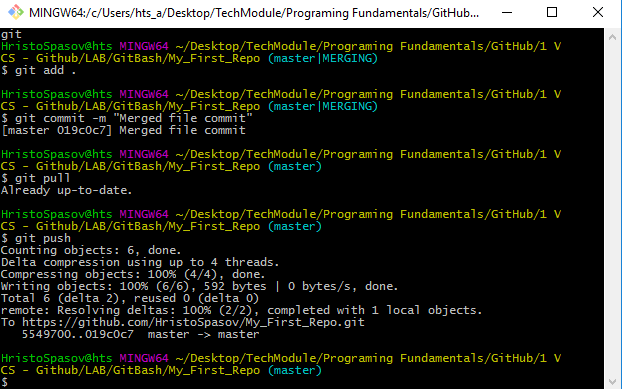 MINGW64:/c/Users/hts_a/Desktop/TechModule/Programing Fundamentals/GitHub...
git
HristoSpasov@hts MINGW64 ~/Desktop/TechModule/Programing Fundamentals/GitHub/1 V
CS - Github/LAB/GitBash/My_First_Repo (master|MERGING)
$ git add .
HristoSpasov@hts MINGW64 ~/Desktop/TechModule/Programing Fundamentals/GitHub/1 V
CS - Github/LAB/GitBash/My_First_Repo (master|MERGING)
$ git commit -m "Merged file commit"
[master 019c0c7] Merged file commit
HristoSpasov@hts MINGW64 ~/Desktop/TechModule/Programing Fundamentals/GitHub/1 V
CS - Github/LAB/GitBash/My_First_Repo (master)
$ git pull
Already up-to-date.
HristoSpasov@hts MINGW64 ~/Desktop/TechModule/Programing Fundamentals/GitHub/1 V
CS - Github/LAB/GitBash/My_First_Repo (master)
$ git push
Counting objects: 6, done.
Delta compression using up to 4 threads.
Compressing objects: 100% (4/4), done.
Writing objects: 100% (6/6), 592 bytes | 0 bytes/s, done.
Total 6 (delta 2), reused 0 (delta 0)
remote: Resolving deltas: 100% (2/2), completed with 1 local objects.
To https://github.com/HristoSpasov/My_First_Repo.git
   5549700..019c0c7  master -> master
HristoSpasov@hts MINGW64 ~/Desktop/TechModule/Programing Fundamentals/GitHub/1 V
CS - Github/LAB/GitBash/My_First_Repo (master)
$